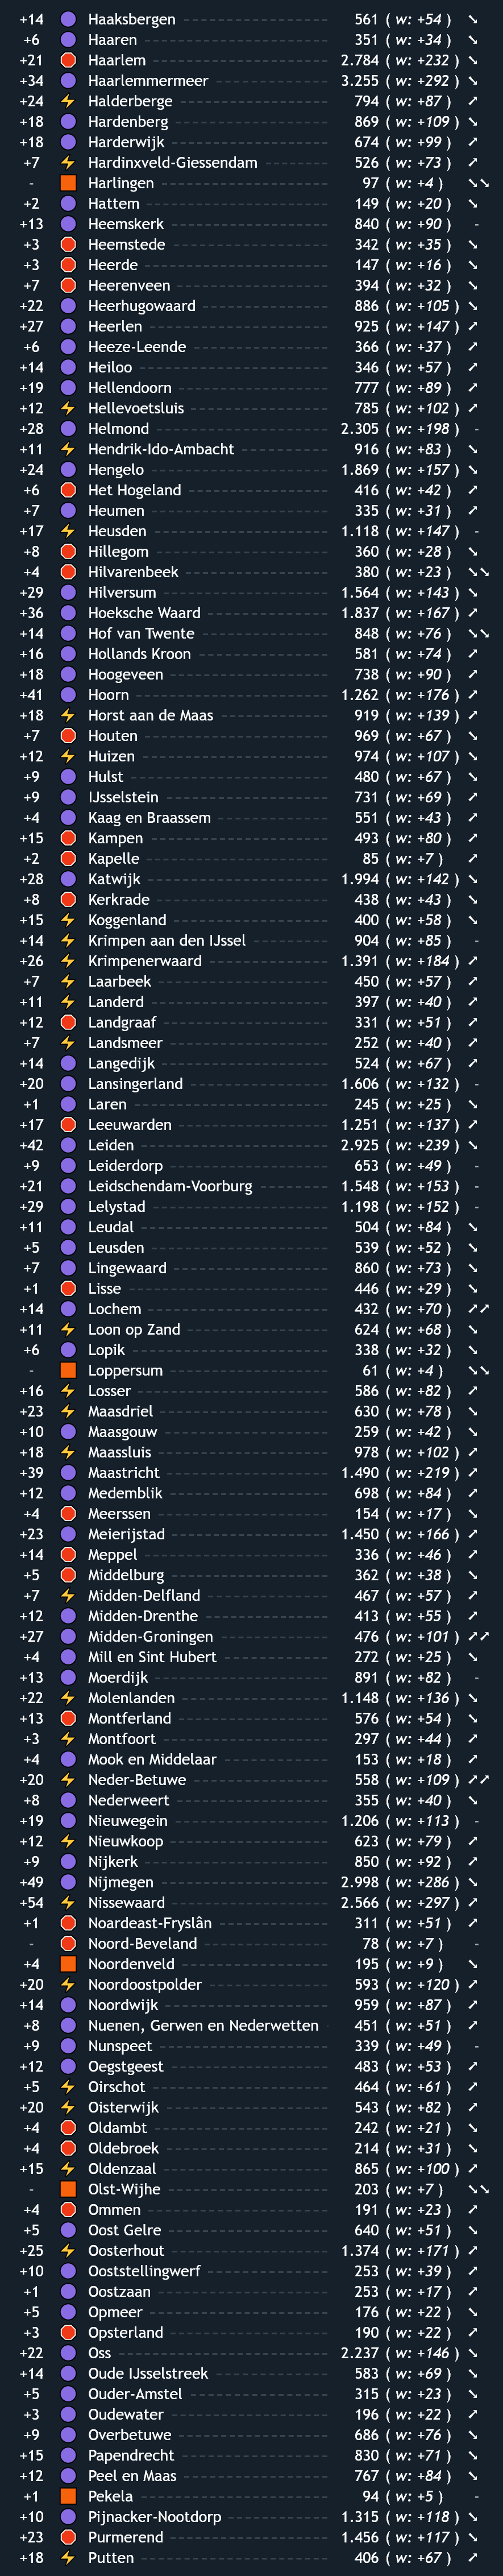 +14 Haaksbergen 561 ( w: +54 ) ↘
+6 Haaren 351 ( w: +34 ) ↘
+21 Haarlem 2.784 ( w: +232 ) ↘
+34 Haarlemmermeer 3.255 ( w: +292 ) ↘
+24 Halderberge 794 ( w: +87 ) ↗
+18 Hardenberg 869 ( w: +109 ) ↘
+18 Harderwijk 674 ( w: +99 ) ↗
+7 Hardinxveld-Giessendam 526 ( w: +73 ) ↗
- Harlingen 97 ( w: +4 ) ↘↘
+2 Hattem 149 ( w: +20 ) ↘
+13 Heemskerk 840 ( w: +90 ) -
+3 Heemstede 342 ( w: +35 ) ↘
+3 Heerde 147 ( w: +16 ) ↘
+7 Heerenveen 394 ( w: +32 ) ↘
+22 Heerhugowaard 886 ( w: +105 ) ↘
+27 Heerlen 925 ( w: +147 ) ↗
+6 Heeze-Leende 366 ( w: +37 ) ↗
+14 Heiloo 346 ( w: +57 ) ↘
+19 Hellendoorn 777 ( w: +89 ) ↘
+12 Hellevoetsluis 785 ( w: +102 ) ↗
+28 Helmond 2.305 ( w: +198 ) -
+11 Hendrik-Ido-Ambacht 916 ( w: +83 ) ↘
+24 Hengelo 1.869 ( w: +157 ) ↘
+6 Het Hogeland 416 ( w: +42 ) ↗
+7 Heumen 335 ( w: +31 ) ↗
+17 Heusden 1.118 ( w: +147 ) -
+8 Hillegom 360 ( w: +28 ) ↘
+4 Hilvarenbeek 380 ( w: +23 ) ↘↘
+29 Hilversum 1.564 ( w: +143 ) ↘
+36 Hoeksche Waard 1.837 ( w: +167 ) ↗
+14 Hof van Twente 848 ( w: +76 ) ↘↘
+16 Hollands Kroon 581 ( w: +74 ) ↗
+18 Hoogeveen 738 ( w: +90 ) ↗
+41 Hoorn 1.262 ( w: +176 ) ↗
+18 Horst aan de Maas 919 ( w: +139 ) ↗
+7 Houten 969 ( w: +67 ) ↘
+12 Huizen 974 ( w: +107 ) ↘
+9 Hulst 480 ( w: +67 ) ↘
+9 IJsselstein 731 ( w: +69 ) ↗
+4 Kaag en Braassem 551 ( w: +43 ) ↘
+15 Kampen 493 ( w: +80 ) ↗
+2 Kapelle 85 ( w: +7 ) ↗
+28 Katwijk 1.994 ( w: +142 ) ↘
+8 Kerkrade 438 ( w: +43 ) ↘
+15 Koggenland 400 ( w: +58 ) ↘
+14 Krimpen aan den IJssel 904 ( w: +85 ) -
+26 Krimpenerwaard 1.391 ( w: +184 ) ↗
+7 Laarbeek 450 ( w: +57 ) ↗
+11 Landerd 397 ( w: +40 ) ↗
+12 Landgraaf 331 ( w: +51 ) ↗
+7 Landsmeer 252 ( w: +40 ) ↗
+14 Langedijk 524 ( w: +67 ) ↗
+20 Lansingerland 1.606 ( w: +132 ) -
+1 Laren 245 ( w: +25 ) ↘
+17 Leeuwarden 1.251 ( w: +137 ) ↗
+42 Leiden 2.925 ( w: +239 ) ↘
+9 Leiderdorp 653 ( w: +49 ) -
+21 Leidschendam-Voorburg 1.548 ( w: +153 ) -
+29 Lelystad 1.198 ( w: +152 ) -
+11 Leudal 504 ( w: +84 ) ↘
+5 Leusden 539 ( w: +52 ) ↘
+7 Lingewaard 860 ( w: +73 ) ↘
+1 Lisse 446 ( w: +29 ) ↘
+14 Lochem 432 ( w: +70 ) ↗↗
+11 Loon op Zand 624 ( w: +68 ) ↘
+6 Lopik 338 ( w: +32 ) ↘
- Loppersum 61 ( w: +4 ) ↘↘
+16 Losser 586 ( w: +82 ) ↗
+23 Maasdriel 630 ( w: +78 ) ↘
+10 Maasgouw 259 ( w: +42 ) ↘
+18 Maassluis 978 ( w: +102 ) ↗
+39 Maastricht 1.490 ( w: +219 ) ↗
+12 Medemblik 698 ( w: +84 ) ↗
+4 Meerssen 154 ( w: +17 ) ↘
+23 Meierijstad 1.450 ( w: +166 ) ↗
+14 Meppel 336 ( w: +46 ) ↗
+5 Middelburg 362 ( w: +38 ) ↘
+7 Midden-Delfland 467 ( w: +57 ) ↗
+12 Midden-Drenthe 413 ( w: +55 ) ↗
+27 Midden-Groningen 476 ( w: +101 ) ↗↗
+4 Mill en Sint Hubert 272 ( w: +25 ) ↘
+13 Moerdijk 891 ( w: +82 ) -
+22 Molenlanden 1.148 ( w: +136 ) ↘
+13 Montferland 576 ( w: +54 ) ↘
+3 Montfoort 297 ( w: +44 ) ↗
+4 Mook en Middelaar 153 ( w: +18 ) ↗
+20 Neder-Betuwe 558 ( w: +109 ) ↗↗
+8 Nederweert 355 ( w: +40 ) ↘
+19 Nieuwegein 1.206 ( w: +113 ) -
+12 Nieuwkoop 623 ( w: +79 ) ↗
+9 Nijkerk 850 ( w: +92 ) ↗
+49 Nijmegen 2.998 ( w: +286 ) ↘
+54 Nissewaard 2.566 ( w: +297 ) ↗
+1 Noardeast-Fryslân 311 ( w: +51 ) ↗
- Noord-Beveland 78 ( w: +7 ) -
+4 Noordenveld 195 ( w: +9 ) ↘
+20 Noordoostpolder 593 ( w: +120 ) ↗
+14 Noordwijk 959 ( w: +87 ) ↗
+8 Nuenen, Gerwen en Nederwetten 451 ( w: +51 ) ↗
+9 Nunspeet 339 ( w: +49 ) -
+12 Oegstgeest 483 ( w: +53 ) ↗
+5 Oirschot 464 ( w: +61 ) ↗
+20 Oisterwijk 543 ( w: +82 ) ↗
+4 Oldambt 242 ( w: +21 ) ↘
+4 Oldebroek 214 ( w: +31 ) ↘
+15 Oldenzaal 865 ( w: +100 ) ↗
- Olst-Wijhe 203 ( w: +7 ) ↘↘
+4 Ommen 191 ( w: +23 ) ↗
+5 Oost Gelre 640 ( w: +51 ) ↘
+25 Oosterhout 1.374 ( w: +171 ) ↗
+10 Ooststellingwerf 253 ( w: +39 ) ↗
+1 Oostzaan 253 ( w: +17 ) ↗
+5 Opmeer 176 ( w: +22 ) ↘
+3 Opsterland 190 ( w: +22 ) ↗
+22 Oss 2.237 ( w: +146 ) ↘
+14 Oude IJsselstreek 583 ( w: +69 ) ↘
+5 Ouder-Amstel 315 ( w: +23 ) ↘
+3 Oudewater 196 ( w: +22 ) ↗
+9 Overbetuwe 686 ( w: +76 ) ↘
+15 Papendrecht 830 ( w: +71 ) ↘
+12 Peel en Maas 767 ( w: +84 ) ↘
+1 Pekela 94 ( w: +5 ) -
+10 Pijnacker-Nootdorp 1.315 ( w: +118 ) ↘
+23 Purmerend 1.456 ( w: +117 ) ↘
+18 Putten 406 ( w: +67 ) ↗